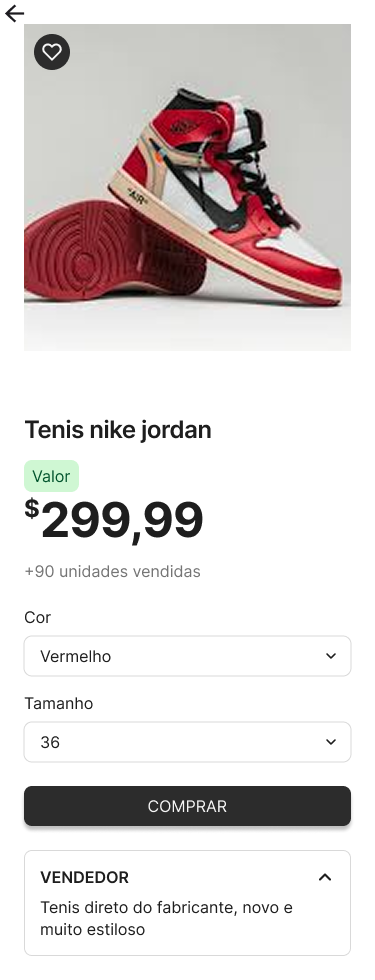 "AIR"
Tenis nike jordan
Valor
$299,99
+90 unidades vendidas
Cor
Vermelho
Tamanho
36
COMPRAR
VENDEDOR
Tenis direto do fabricante, novo e
muito estiloso